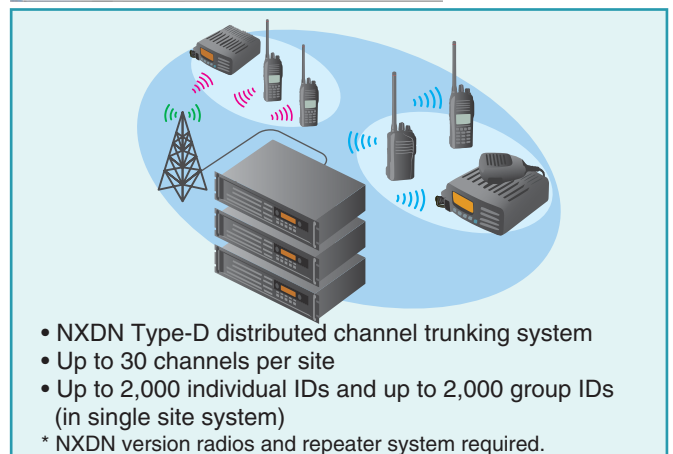 • NXDN Type-D distributed channel trunking system
• Up to 30 channels per site
• Up to 2,000 individual IDs and up to 2,000 group IDs
(in single site system)
* NXDN version radios and repeater system required.